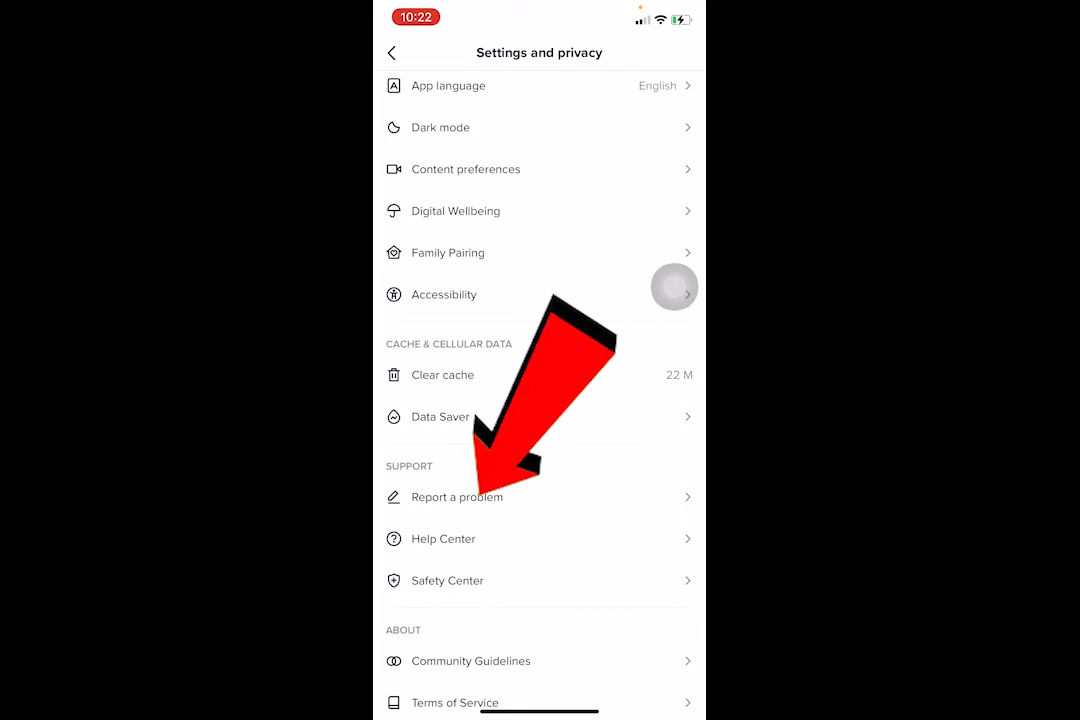 10:22
Settings and privacy
App language English
Dark mode
Content preferences
Digital Wellbeing
Family Pairing
Accessibility
CACHE & CELLULAR DATA
Clear cache 22 M
Data Saver
SUPPORT
Report a problem
Help Center
Safety Center
ABOUT
Community Guidelines
Terms of Service